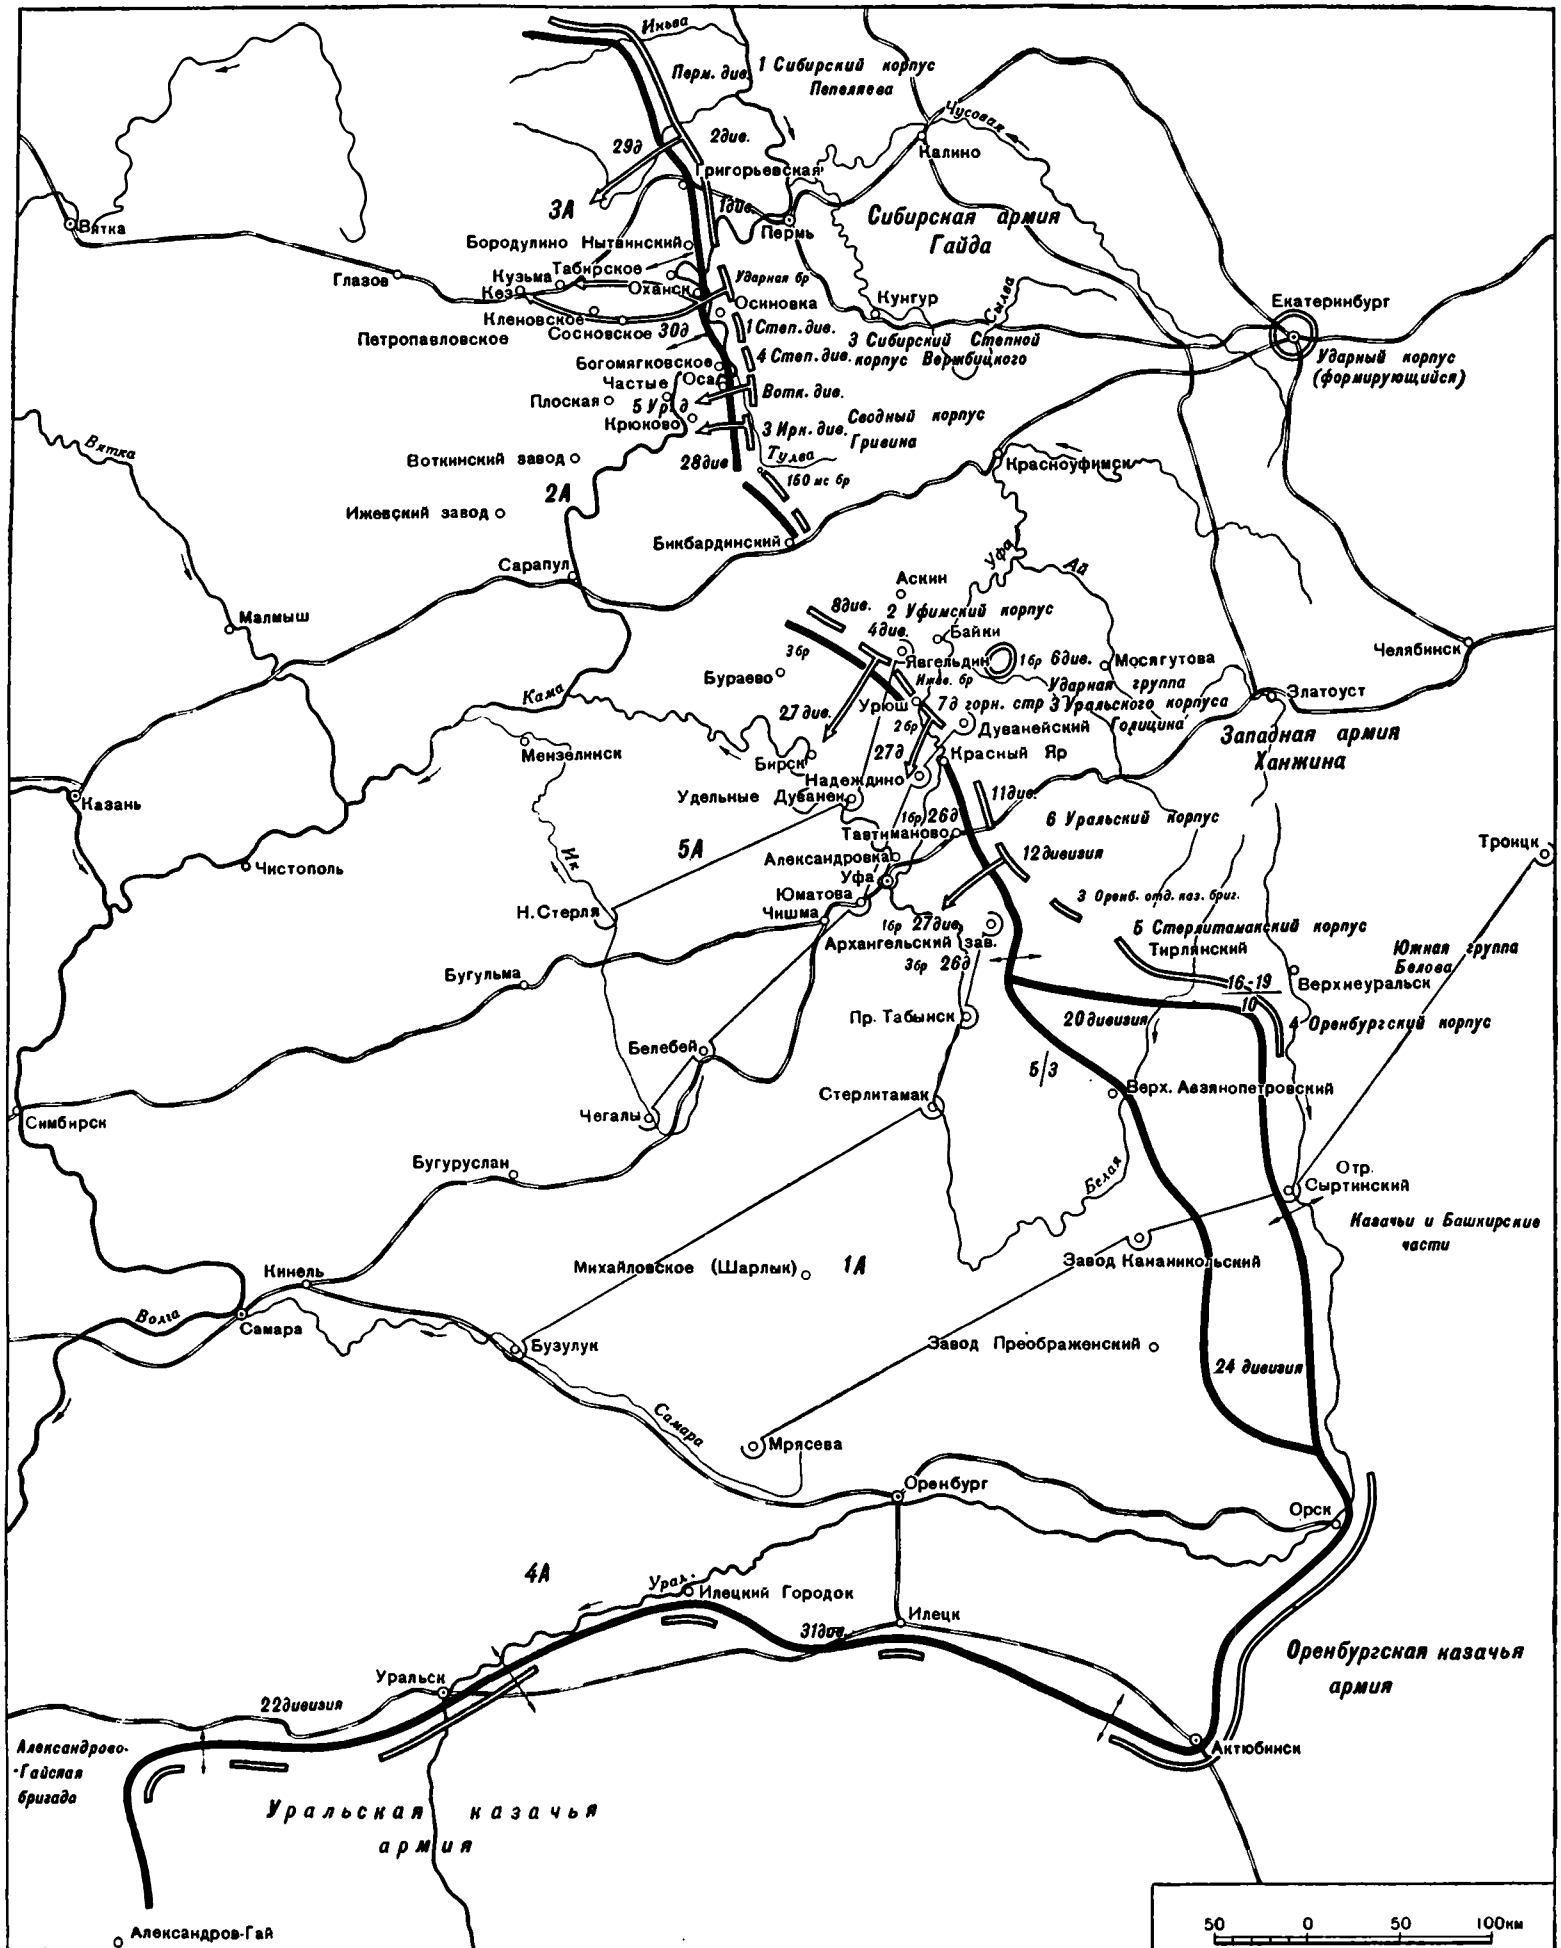 Иньва
Перм. див.
1 Сибирский корпус
Пепеляева
Чусовая
29д
2див.
Калино
Григорьевская
3А
1див.
Вятка
Пермь
Сибирская армия
Гайда
Бородулино
Нытвинский
Глазов
Кузьма
Табирское
Кез
Оханск
Ударная бр
Осиновка
Кунгур
Сылва
Екатеринбург
Кленовское
Петропавловское
Сосновское
30д
1 Степ. див.
3 Сибирский Степной
корпус Вержбицкого
4 Степ. див.
Ударный корпус
(формирующийся)
Богомягковское
Частые
Оса
Плоская
5 Ур. д
Вотк. див.
Крюково
3 Ирк. див.
Сводный корпус
Гривина
Вятка
Воткинский завод
28див
Тулва
Красноуфимск
2А
150 мс бр
Ижевский завод
Бикбардинский
Сарапул
Уфа
Ай
Аскин
Малмыш
8див.
2 Уфимский корпус
4див.
Байки
3бр
Явгельдин
1бр 6див.
Мосягутова
Челябинск
Бураево
Ижев. бр
Ударная группа
3 Уральского корпуса
Голицина
Златоуст
Кама
27 див.
Урюш
7д горн. стр
2бр
Дуванейский
Западная армия
Ханжина
Мензелинск
Бирск
27д
Красный Яр
Надеждино
Казань
Удельные Дуванеи
11див.
1бр
26д
6 Уральский корпус
Тавтиманово
Троицк
5А
Ик
Александровка
12дивизия
Чистополь
Уфа
Юматова
3 Оренб. отд. каз. бриг.
Н.Стерля
Чишма
1бр 27див.
Архангельский зав.
5 Стерлитаманский корпус
Тирлянский
Южная группа
Белова
3бр 26д
Бугульма
16-19
10
Верхнеуральск
Пр. Табынск
20дивизия
4 Оренбургский корпус
Белебей
5/3
Стерлитамак
Верх. Авзянопетровский
Симбирск
Чегалы
Бугуруслан
Белая
Отр.
Сыртинский
Казачьи и Башкирские
части
Кинель
Михайловское (Шарлык)
1А
Завод Кананикольский
Волга
Самара
Бузулук
Завод Преображенский
24 дивизия
Самара
Мрясева
Оренбург
Орск
4А
Урал.
Илецкий Городок
Илецк
31див.
Оренбургская казачья
армия
Уральск
22дивизия
Александрово-
-Гайская
бригада
Актюбинск
Уральская казачья
армия
Александров-Гай
50 0 50 100км